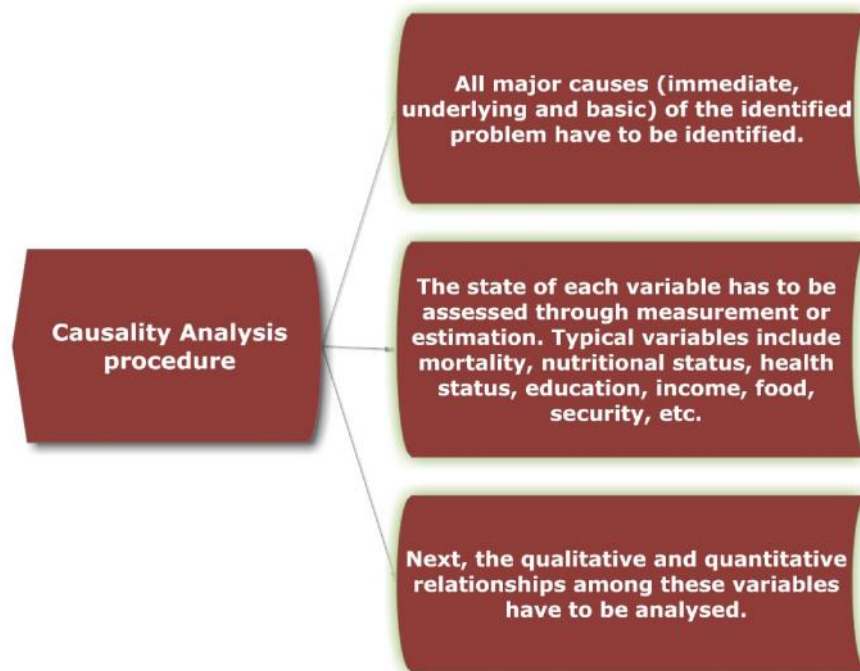 All major causes (immediate,
underlying and basic) of the identified
problem have to be identified.
Causality Analysis
procedure
The state of each variable has to be
assessed through measurement or
estimation. Typical variables include
mortality, nutritional status, health
status, education, income, food,
security, etc.
Next, the qualitative and quantitative
relationships among these variables
have to be analysed.